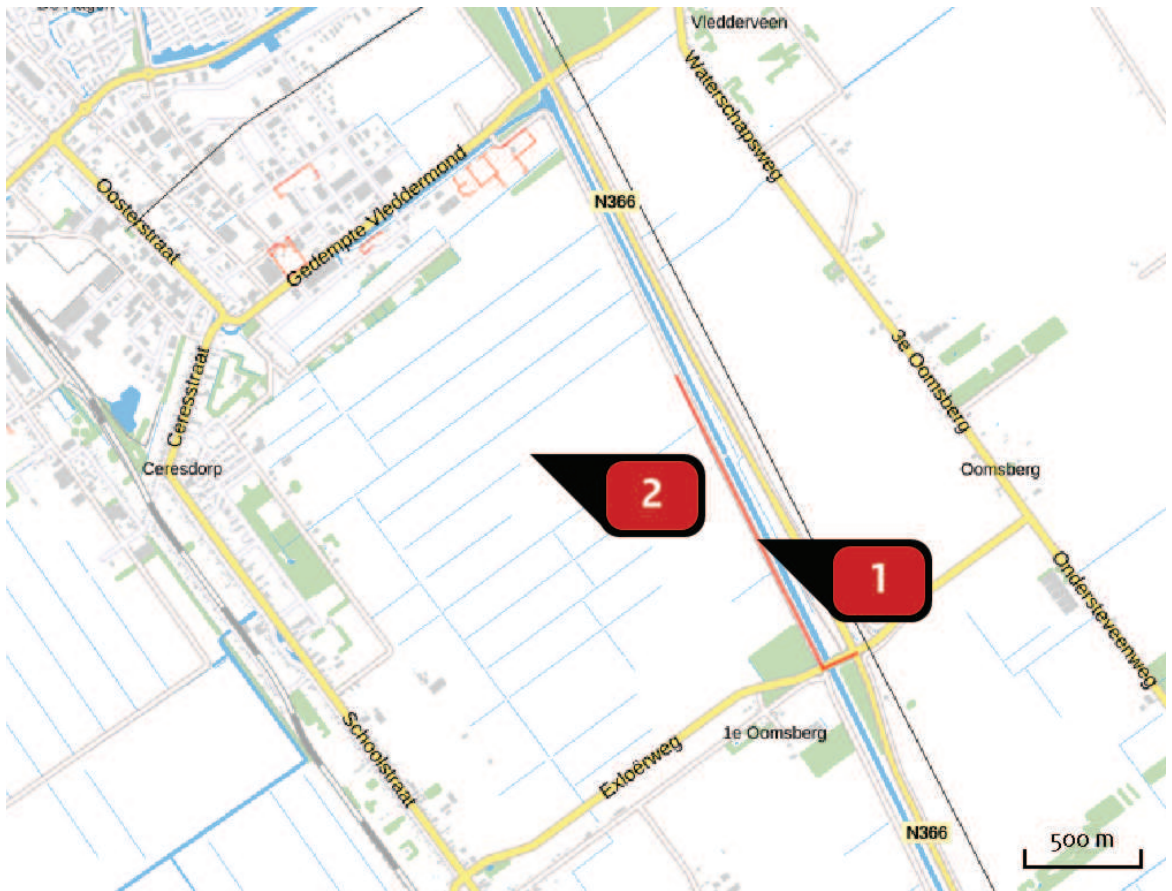 Vledderveen
Waterschapsweg
Oosterstraat
Gedempte Vleddermond
N366
3e Oomsberg
Ceresstraat
Ceresdorp
Oomsberg
2
1
Ondersteveenweg
Schoolstraat
1e Oomsberg
Exloërweg
N366
500 m